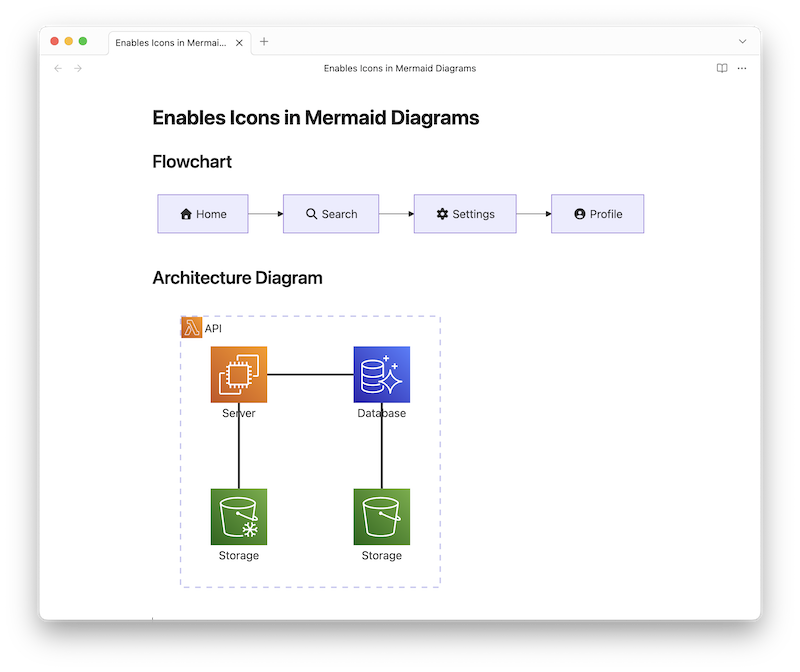 Enables Icons in Mermai...
Enables Icons in Mermaid Diagrams
Enables Icons in Mermaid Diagrams
Flowchart
Home Search Settings Profile
Architecture Diagram
API
Server Database
Storage Storage